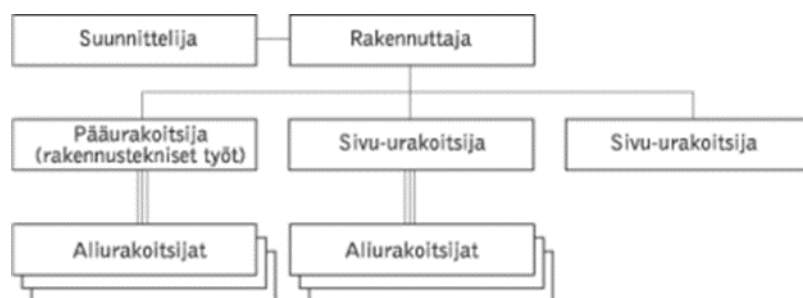 Suunnittelija
Rakennuttaja
Pääurakoitsija
(rakennustekniset työt)
Sivu-urakoitsija
Sivu-urakoitsija
Aliurakoitsijat
Aliurakoitsijat